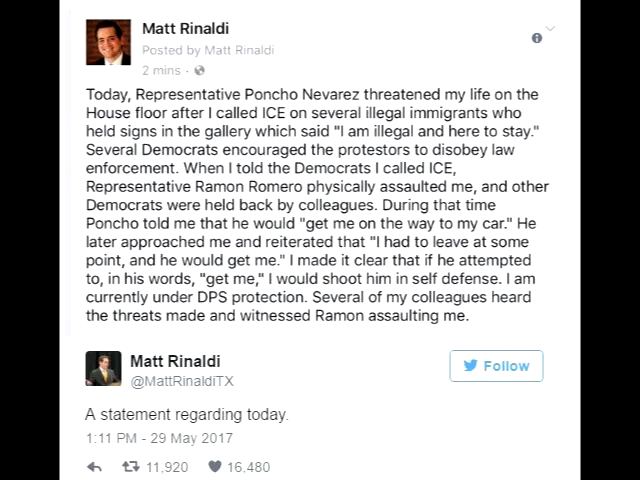 Matt Rinaldi
Posted by Matt Rinaldi
2 mins ·
Today, Representative Poncho Nevarez threatened my life on the
House floor after I called ICE on several illegal immigrants who
held signs in the gallery which said "I am illegal and here to stay."
Several Democrats encouraged the protestors to disobey law
enforcement. When I told the Democrats I called ICE,
Representative Ramon Romero physically assaulted me, and other
Democrats were held back by colleagues. During that time
Poncho told me that he would "get me on the way to my car." He
later approached me and reiterated that "I had to leave at some
point, and he would get me." I made it clear that if he attempted
to, in his words, "get me," I would shoot him in self defense. I am
currently under DPS protection. Several of my colleagues heard
the threats made and witnessed Ramon assaulting me.
Matt Rinaldi
@MattRinaldiTX
Follow
A statement regarding today.
1:11 PM - 29 May 2017
11,920 16,480